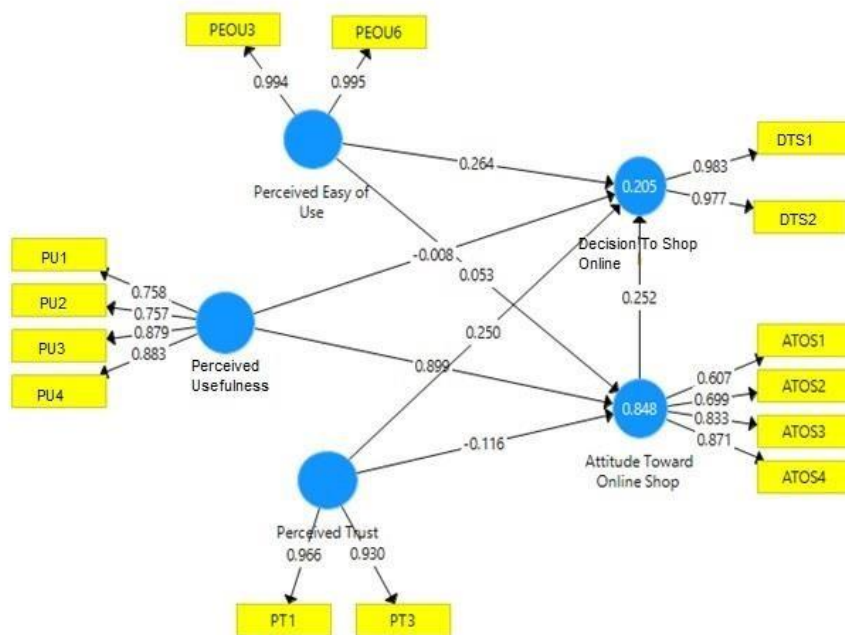 PEOU3
PEOU6
0.994
0.995
Perceived Easy of
Use
0.264
0.205
Decision To Shop
Online
0.983
0.977
DTS1
DTS2
PU1
PU2
PU3
PU4
0.758
0.757
0.879
0.883
Perceived
Usefulness
-0.008
0.053
0.250
0.252
0.899
-0.116
0.848
Attitude Toward
Online Shop
0.607
0.699
0.833
0.871
ATOS1
ATOS2
ATOS3
ATOS4
Perceived Trust
0.966
0.930
PT1
PT3